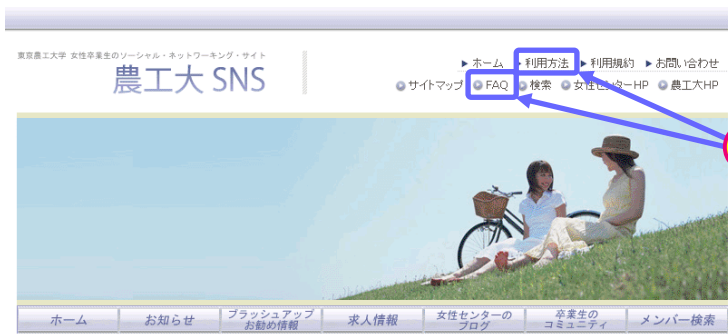 東京農工大学 女性卒業生のソーシャル・ネットワーキング・サイト
農工大 SNS
ホーム 利用方法 利用規約 お問い合わせ
サイトマップ FAQ 検索 女性センターHP 農工大HP
ホーム お知らせ ブラッシュアップ お勧め情報 求人情報 女性センターの ブログ 卒業生の コミュニティ メンバー検索